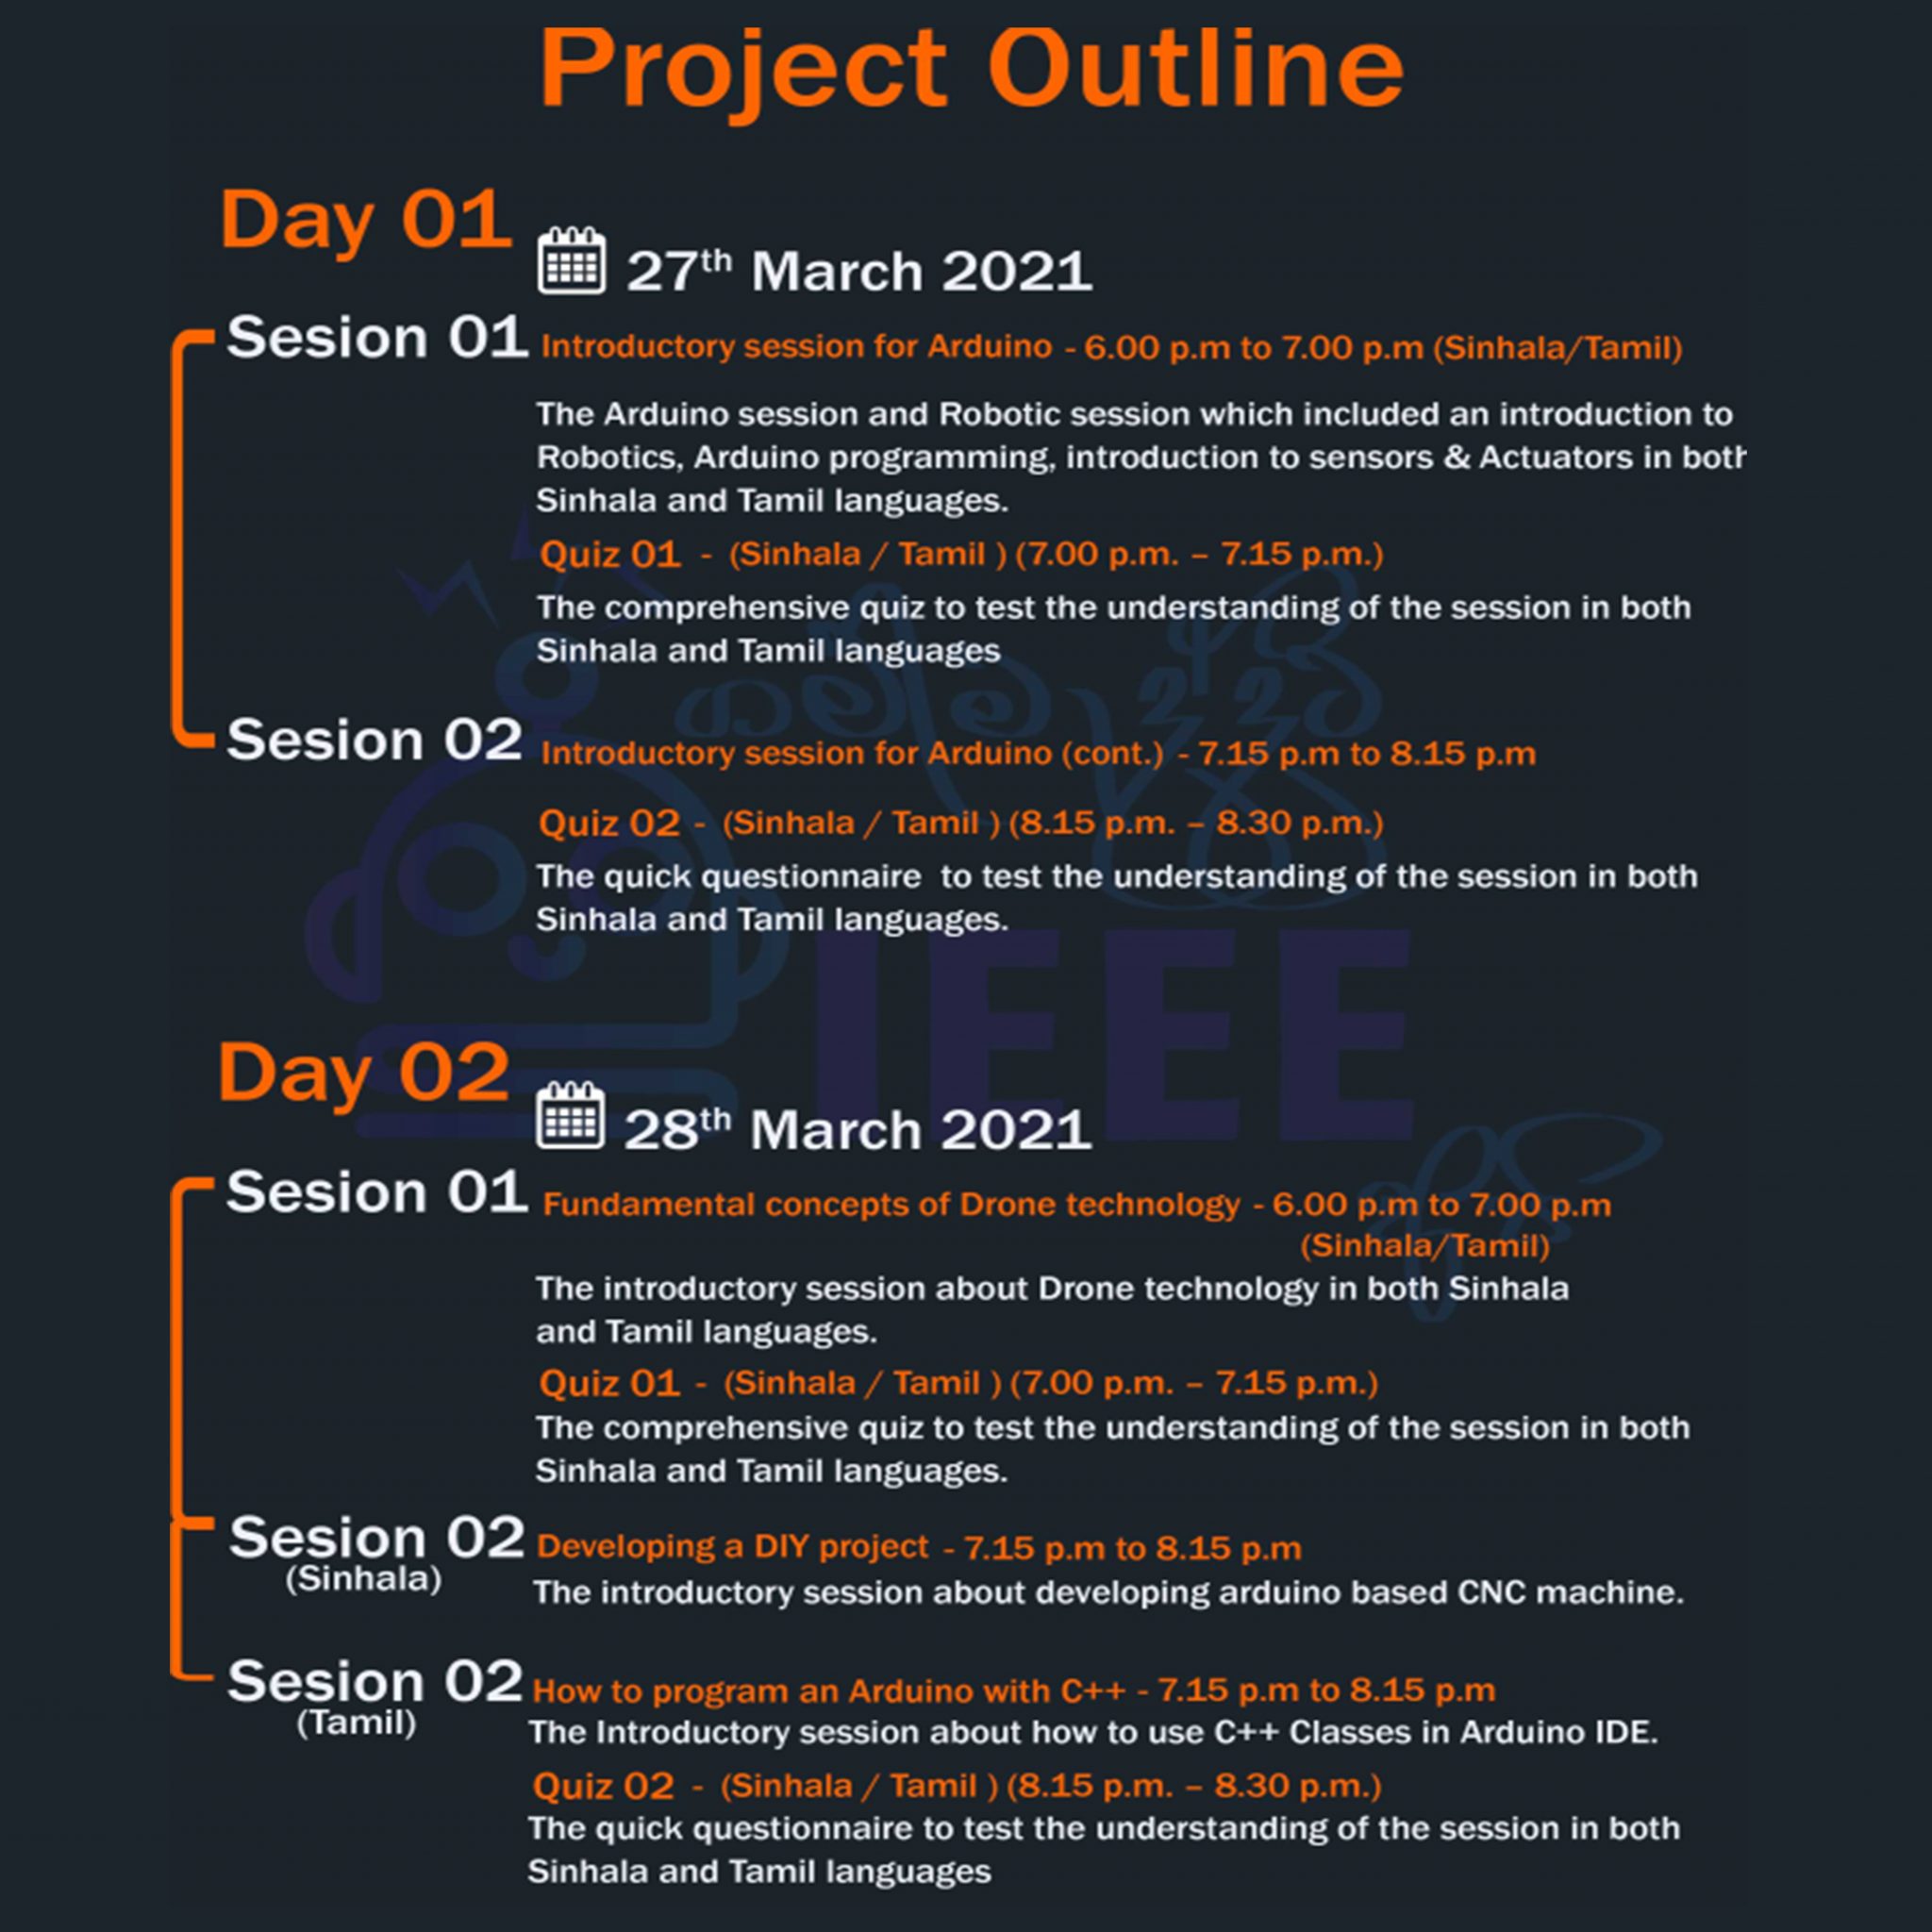 Project Outline
Day 01
27th March 2021
Sesion 01
Introductory session for Arduino - 6.00 p.m to 7.00 p.m (Sinhala/Tamil)
The Arduino session and Robotic session which included an introduction to
Robotics, Arduino programming, introduction to sensors & Actuators in both
Sinhala and Tamil languages.
Quiz 01 - (Sinhala / Tamil ) (7.00 p.m. – 7.15 p.m.)
The comprehensive quiz to test the understanding of the session in both
Sinhala and Tamil languages
Sesion 02
Introductory session for Arduino (cont.) - 7.15 p.m to 8.15 p.m
Quiz 02 - (Sinhala / Tamil ) (8.15 p.m. – 8.30 p.m.)
The quick questionnaire to test the understanding of the session in both
Sinhala and Tamil languages.
IEEE
Day 02
28th March 2021
Sesion 01
Fundamental concepts of Drone technology - 6.00 p.m to 7.00 p.m
(Sinhala/Tamil)
The introductory session about Drone technology in both Sinhala
and Tamil languages.
Quiz 01 - (Sinhala / Tamil ) (7.00 p.m. – 7.15 p.m.)
The comprehensive quiz to test the understanding of the session in both
Sinhala and Tamil languages.
Sesion 02
(Sinhala)
Developing a DIY project - 7.15 p.m to 8.15 p.m
The introductory session about developing arduino based CNC machine.
Sesion 02
(Tamil)
How to program an Arduino with C++ - 7.15 p.m to 8.15 p.m
The Introductory session about how to use C++ Classes in Arduino IDE.
Quiz 02 - (Sinhala / Tamil ) (8.15 p.m. – 8.30 p.m.)
The quick questionnaire to test the understanding of the session in both
Sinhala and Tamil languages